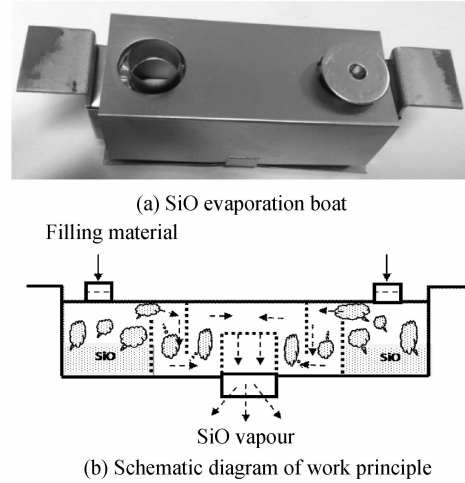 (a) SiO evaporation boat
Filling material
SiO
SiO
SiO vapour
(b) Schematic diagram of work principle